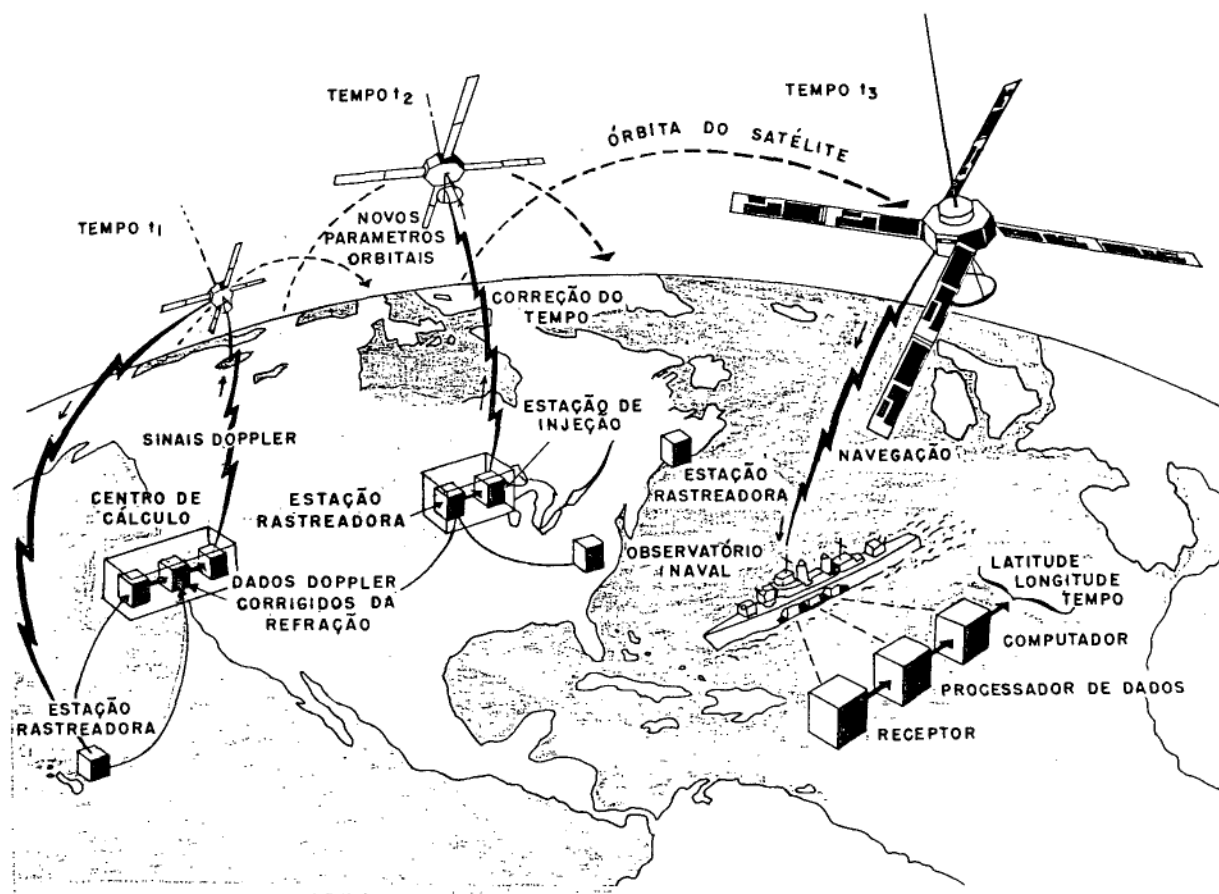 TEMPO t1
TEMPO t2
TEMPO t3
ÓRBITA DO SATÉLITE
NOVOS
PARAMETROS
ORBITAIS
CORREÇÃO DO
TEMPO
SINAIS DOPPLER
ESTAÇÃO DE
INJEÇÃO
NAVEGAÇÃO
CENTRO DE
CÁLCULO
ESTAÇÃO
RASTREADORA
ESTAÇÃO
RASTREADORA
OBSERVATÓRIO
NAVAL
DADOS DOPPLER
CORRIGIDOS DA
REFRAÇÃO
LATITUDE
LONGITUDE
TEMPO
COMPUTADOR
PROCESSADOR DE DADOS
RECEPTOR
ESTAÇÃO
RASTREADORA